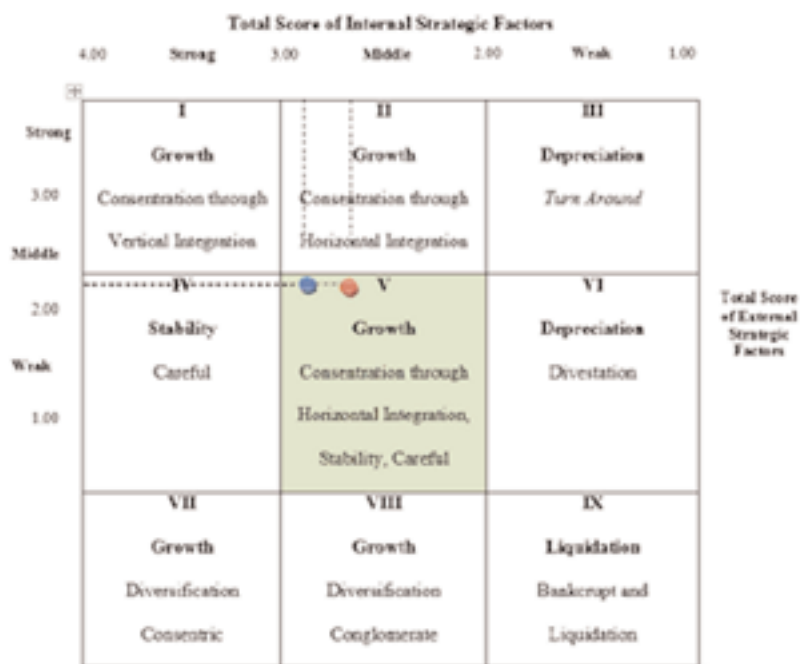 Total Score of Internal Strategic Factors
4.00 Strong 3.00 Middle 2.00 Weak 1.00
Strong
3.00
Middle
2.00
Weak
1.00
I
Growth
Consentration through
Vertical Integration
II
Growth
Consentration through
Horizontal Integration
III
Depreciation
Turn Around
IV
Stability
Careful
V
Growth
Consentration through
Horizontal Integration,
Stability, Careful
VI
Depreciation
Divestation
Total Score
of External
Strategic
Factors
VII
Growth
Diversification
Consentric
VIII
Growth
Diversification
Conglomerate
IX
Liquidation
Bankcrupt and
Liquidation